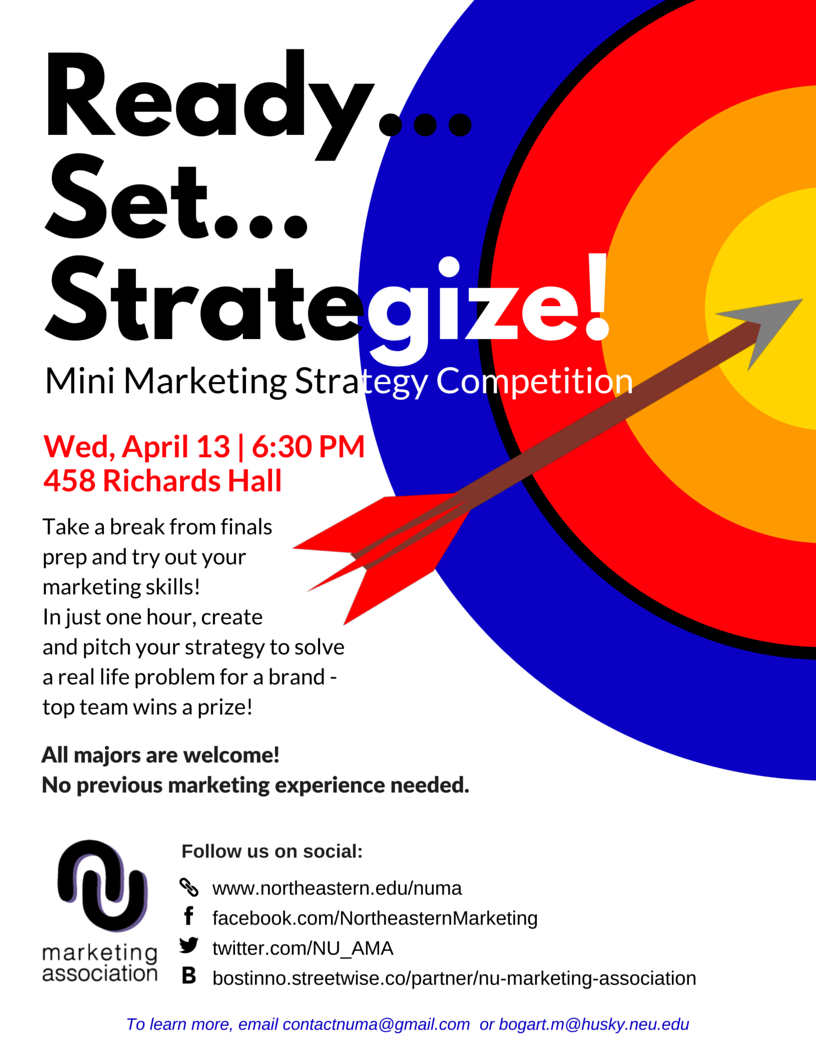 Ready...
Set...
Strategize!
Mini Marketing Strategy Competition
Wed, April 13 | 6:30 PM
458 Richards Hall
Take a break from finals
prep and try out your
marketing skills!
In just one hour, create
and pitch your strategy to solve
a real life problem for a brand -
top team wins a prize!
All majors are welcome!
No previous marketing experience needed.
marketing
association
Follow us on social:
www.northeastern.edu/numa
facebook.com/NortheasternMarketing
twitter.com/NU_AMA
B bostinno.streetwise.co/partner/nu-marketing-association
To learn more, email contactnuma@gmail.com or bogart.m@husky.neu.edu